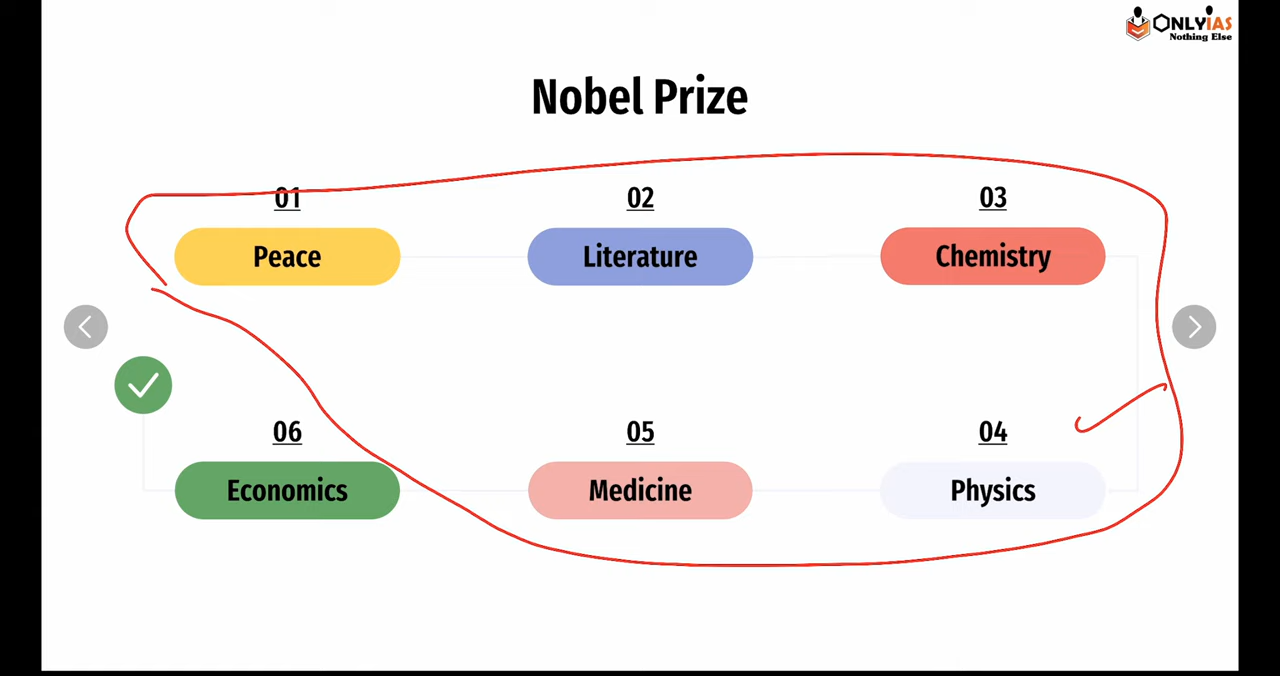 ONLYIAS
Nothing Else
Nobel Prize
01
02
03
Peace
Literature
Chemistry
06
05
04
Economics
Medicine
Physics